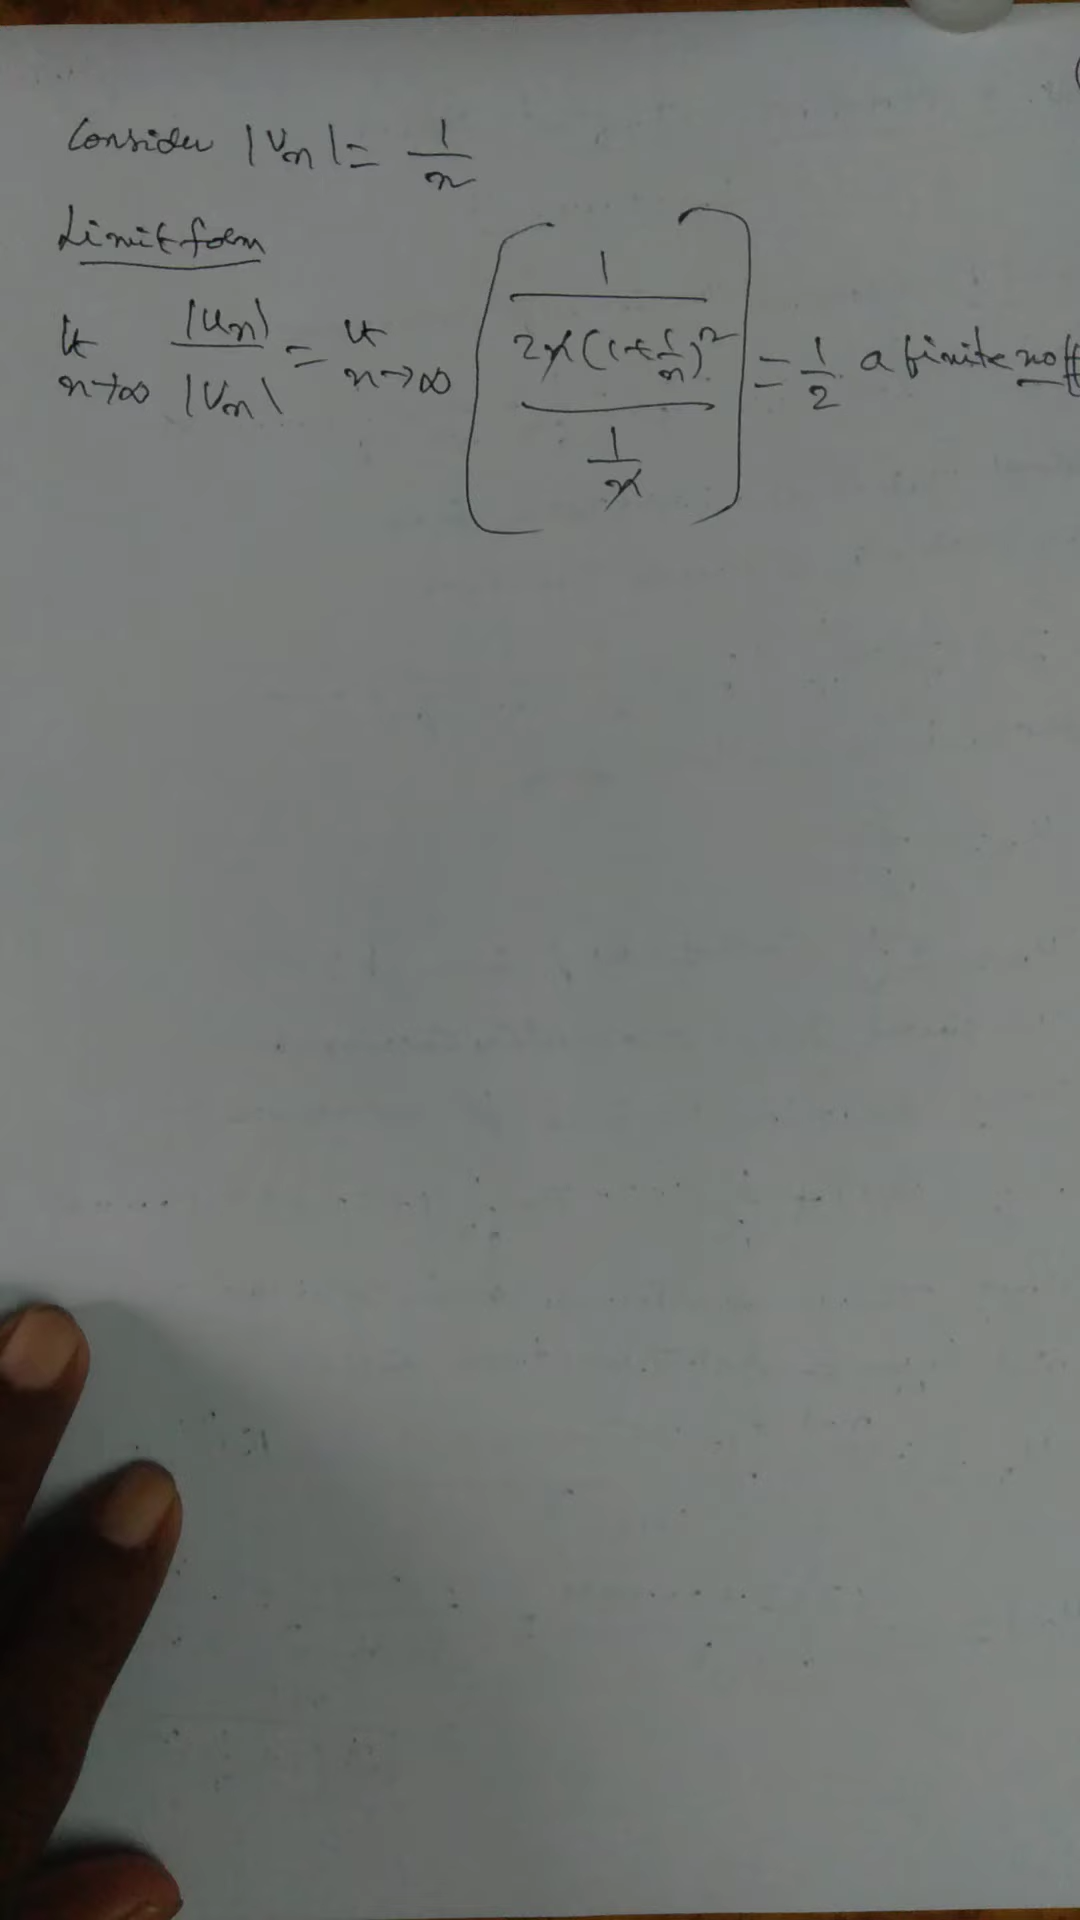 Consider |Vn| = 1/n
Limit form
lt n→∞ |Un|/|Vn| = lt n→∞ (1/(2n(1+1/n)²) / (1/n)) = 1/2 a finite no